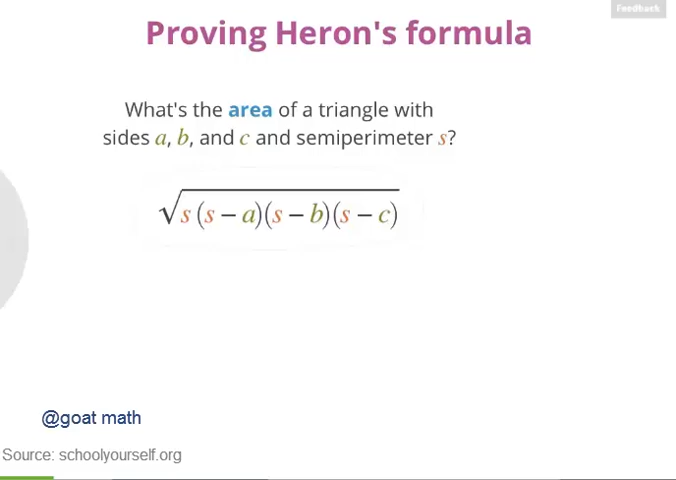 Feedback
Proving Heron's formula
What's the area of a triangle with
sides a, b, and c and semiperimeter s?
√s (s − a)(s − b)(s − c)
@goat math
Source: schoolyourself.org